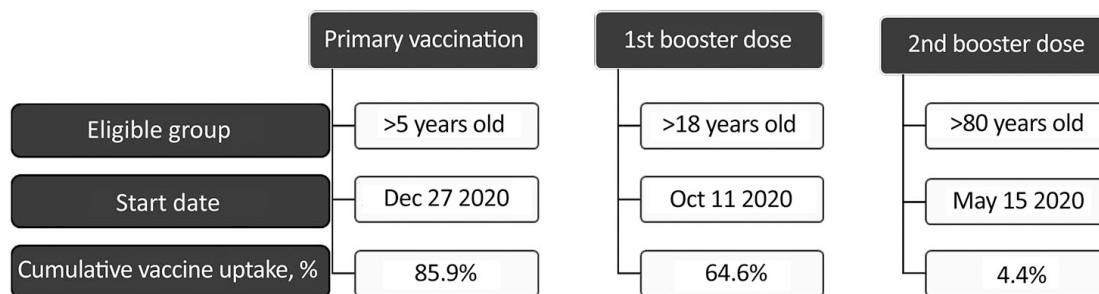 Primary vaccination 1st booster dose 2nd booster dose
Eligible group >5 years old >18 years old >80 years old
Start date Dec 27 2020 Oct 11 2020 May 15 2020
Cumulative vaccine uptake, % 85.9% 64.6% 4.4%